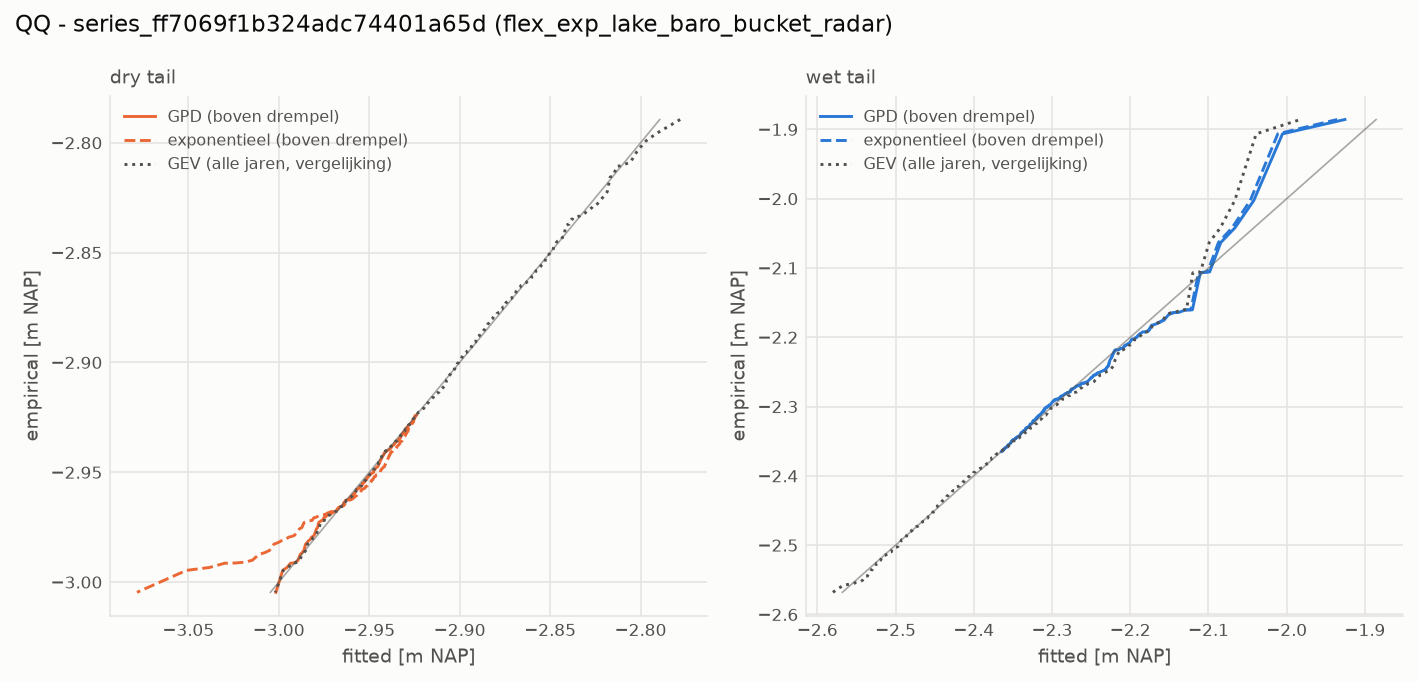 QQ - series_ff7069f1b324adc74401a65d (flex_exp_lake_baro_bucket_radar)
dry tail
GPD (boven drempel)
exponentieel (boven drempel)
GEV (alle jaren, vergelijking)
−2.80
−2.85
−2.90
−2.95
−3.00
empirical [m NAP]
−3.05
−3.00
−2.95
−2.90
−2.85
−2.80
fitted [m NAP]
wet tail
GPD (boven drempel)
exponentieel (boven drempel)
GEV (alle jaren, vergelijking)
−1.9
−2.0
−2.1
−2.2
−2.3
−2.4
−2.5
−2.6
empirical [m NAP]
−2.6
−2.5
−2.4
−2.3
−2.2
−2.1
−2.0
−1.9
fitted [m NAP]